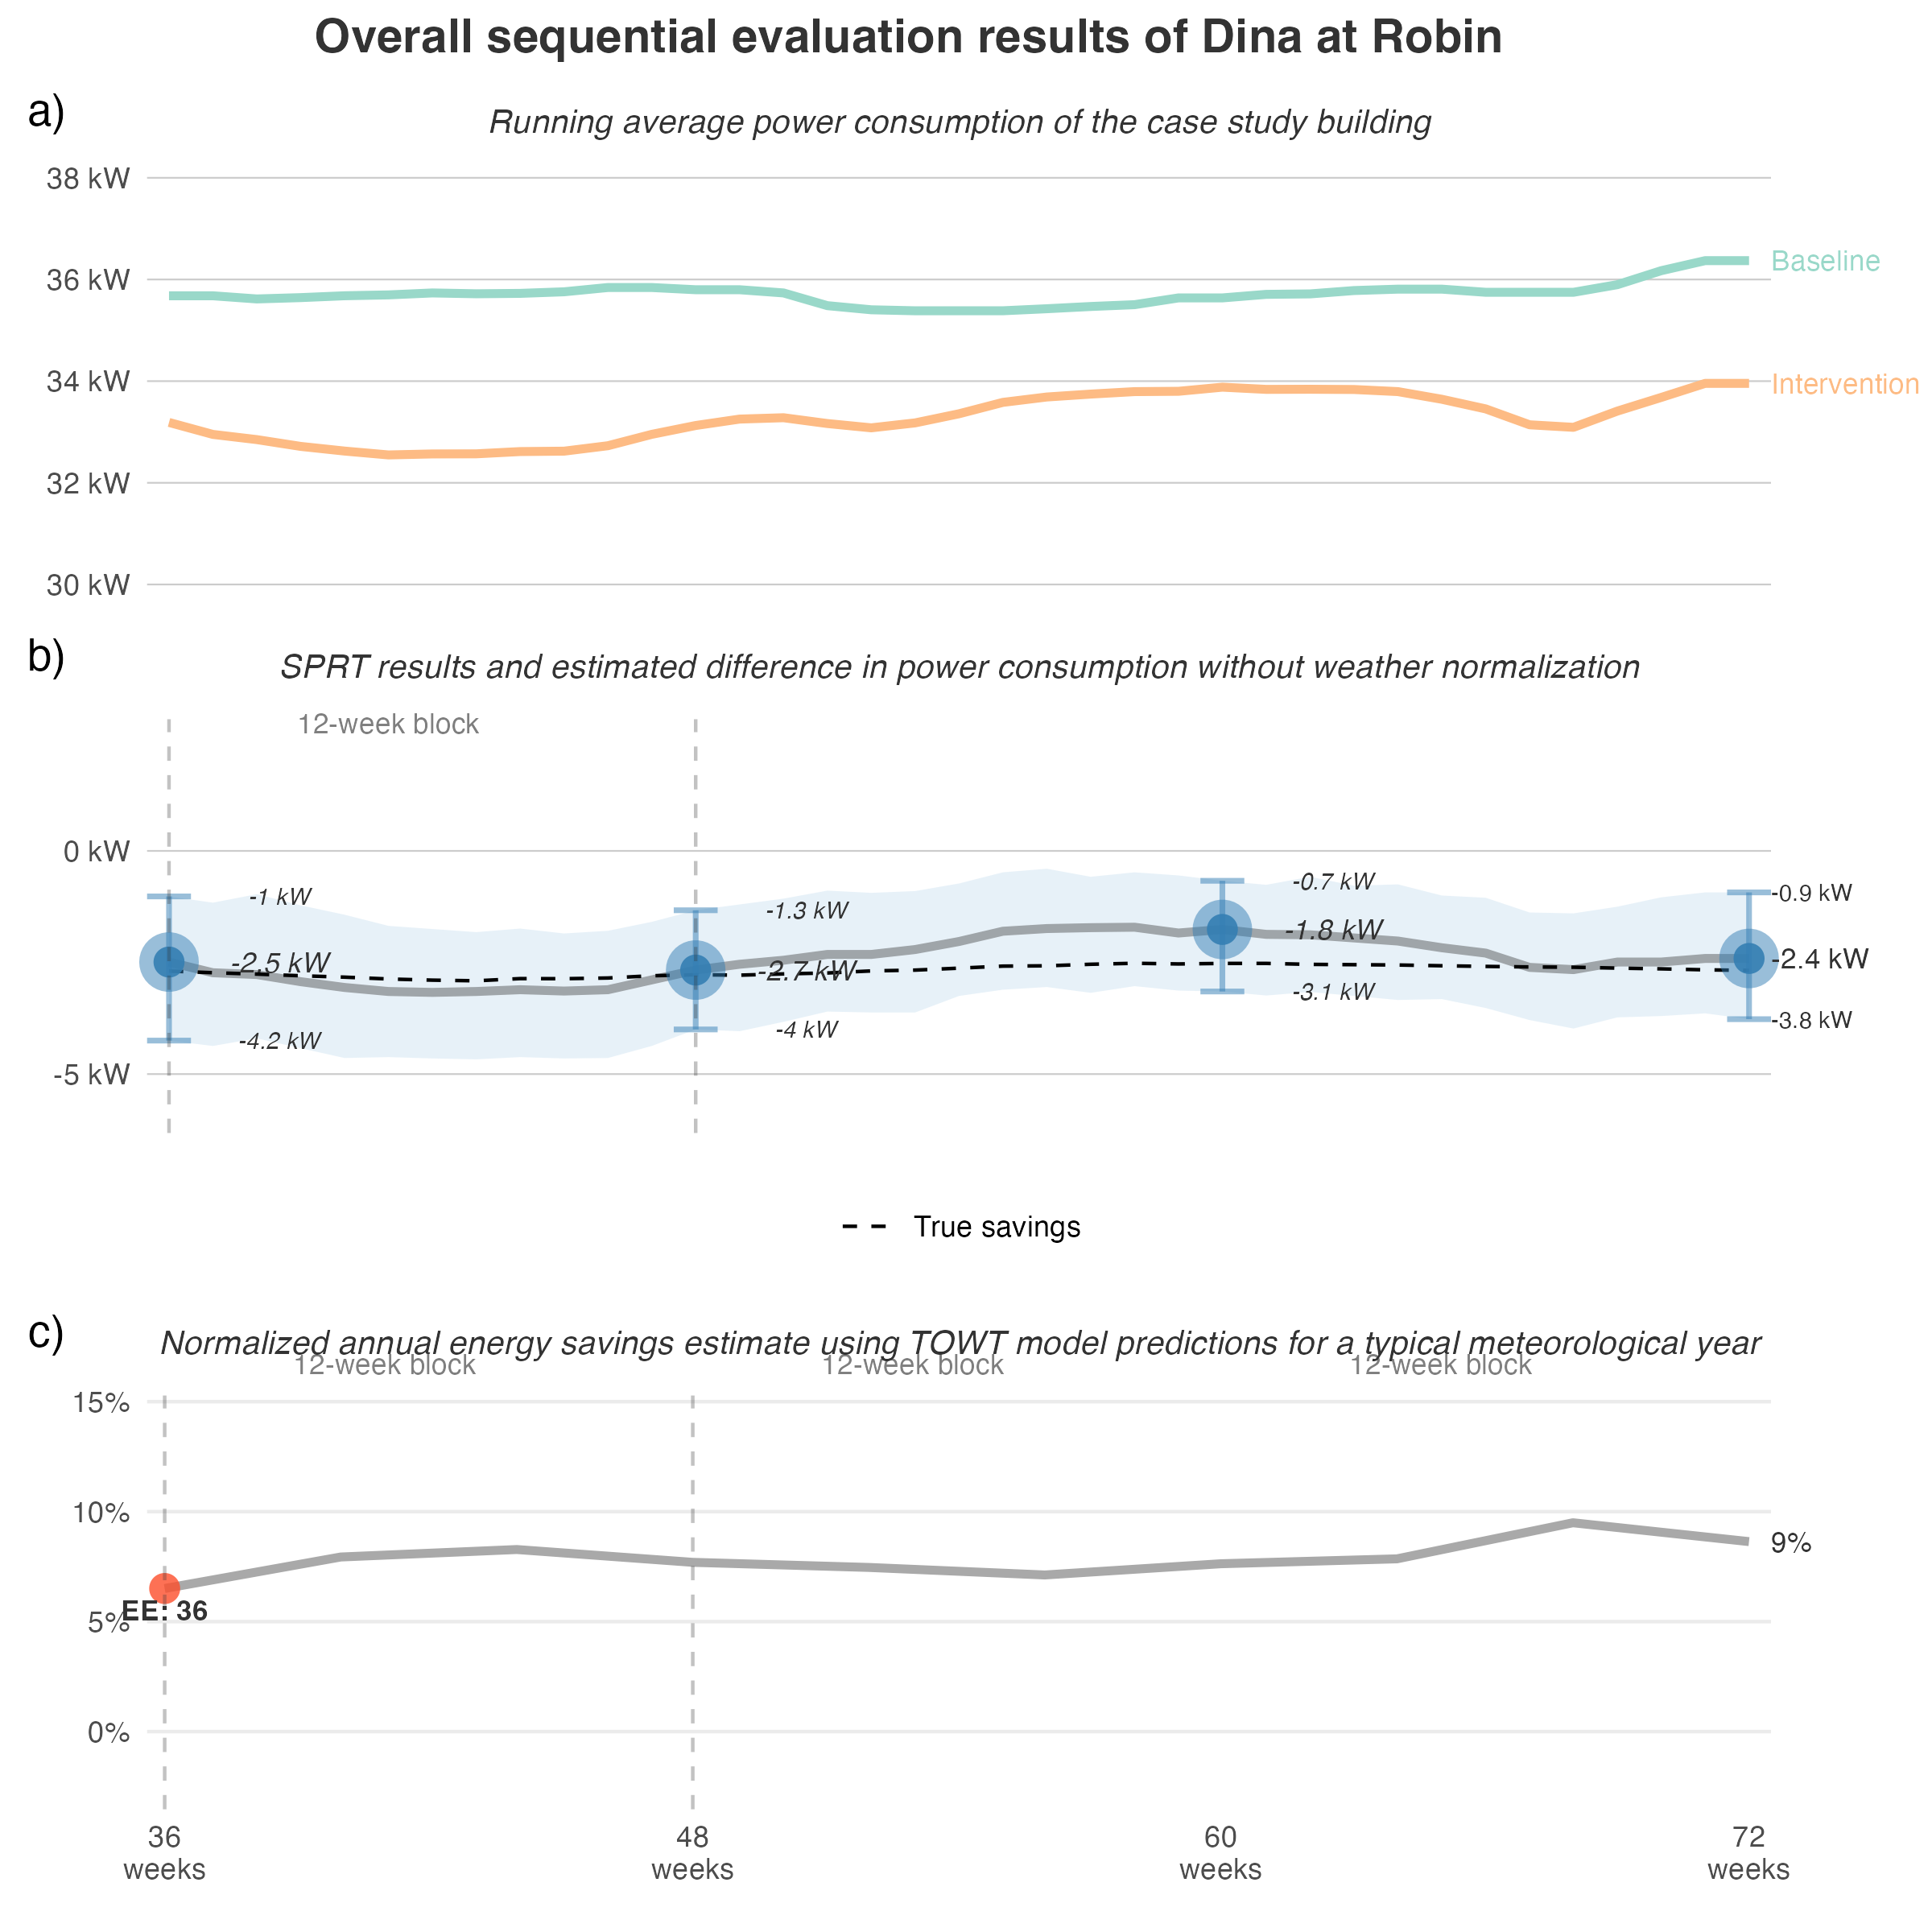 Overall sequential evaluation results of Dina at Robin
a)
Running average power consumption of the case study building
38 kW
36 kW
34 kW
32 kW
30 kW
Baseline
Intervention
b)
SPRT results and estimated difference in power consumption without weather normalization
12-week block
0 kW
-5 kW
-1 kW
-2.5 kW
-4.2 kW
-1.3 kW
-2.7 kW
-4 kW
-0.7 kW
-1.8 kW
-3.1 kW
-0.9 kW
-2.4 kW
-3.8 kW
True savings
c)
Normalized annual energy savings estimate using TOWT model predictions for a typical meteorological year
12-week block
12-week block
12-week block
15%
10%
5%
0%
EE: 36
9%
36
weeks
48
weeks
60
weeks
72
weeks